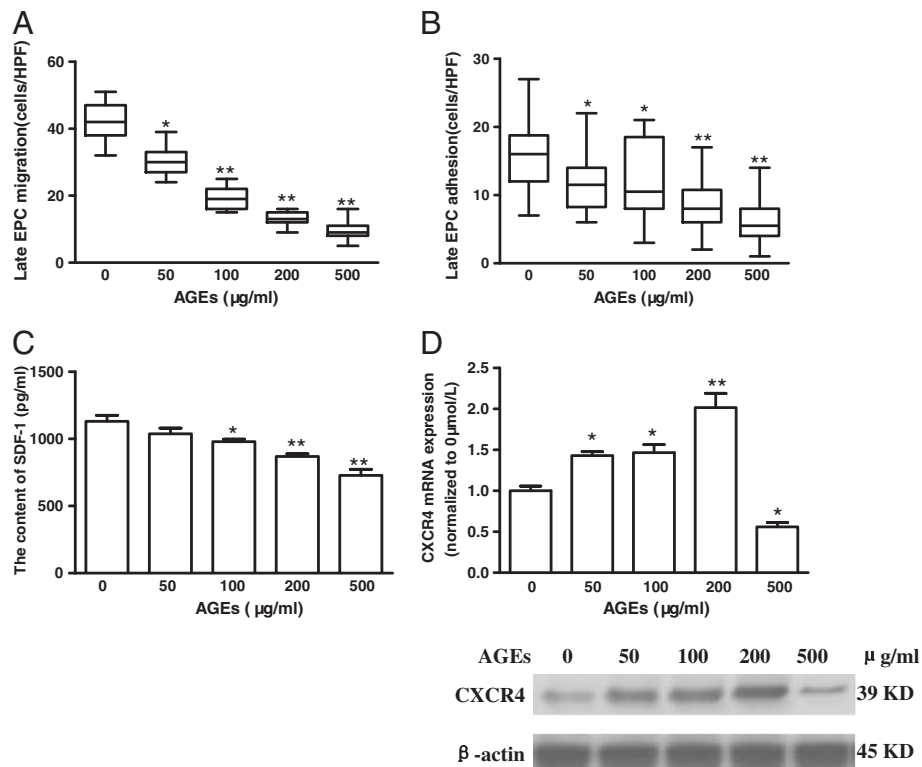 A
Late EPC migration(cells/HPF)
60
40
20
0
*
**
**
**
0 50 100 200 500
AGEs (μg/ml)
B
Late EPC adhesion(cells/HPF)
30
20
10
0
*
*
**
**
0 50 100 200 500
AGEs (μg/ml)
C
The content of SDF-1 (pg/ml)
1500
1000
500
0
*
**
**
0 50 100 200 500
AGEs ( μg/ml)
D
CXCR4 mRNA expression
(normalized to 0μmol/L)
2.5
2.0
1.5
1.0
0.5
0.0
*
*
**
*
0 50 100 200 500
AGEs (μg/ml)
AGEs 0 50 100 200 500 μ g/ml
CXCR4 39 KD
β -actin 45 KD